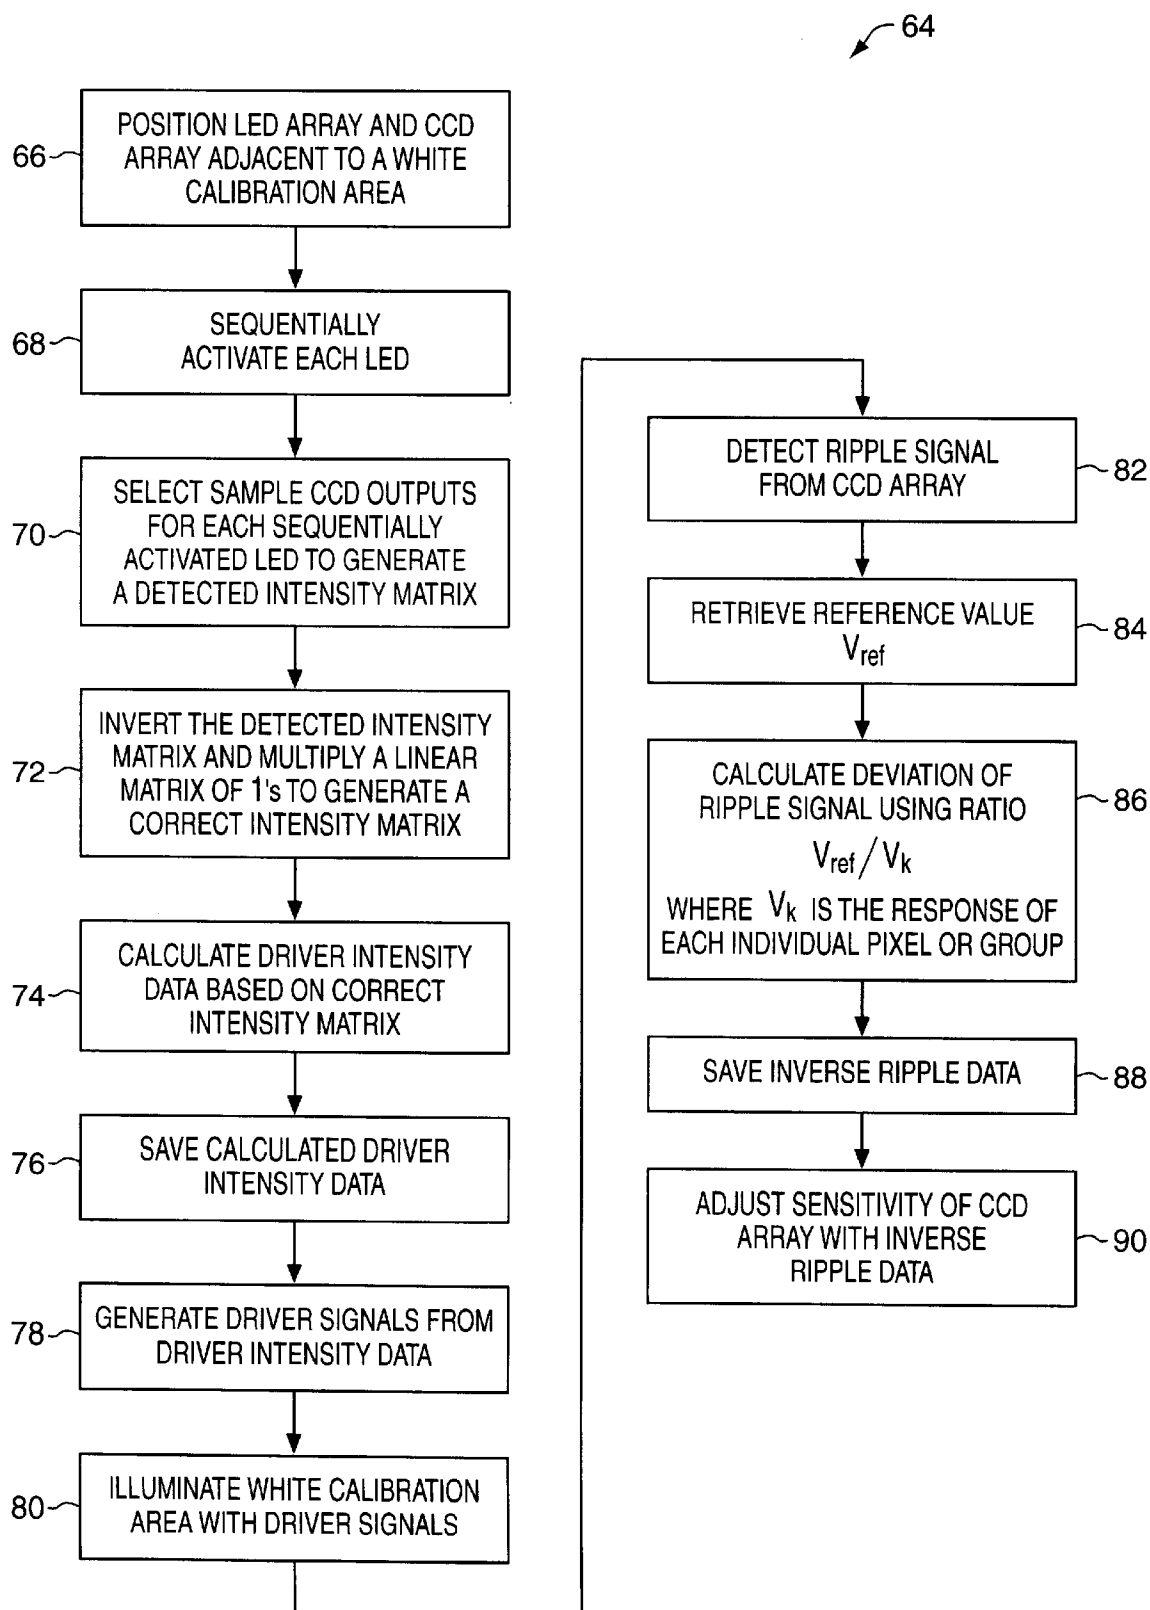 64
66
POSITION LED ARRAY AND CCD
ARRAY ADJACENT TO A WHITE
CALIBRATION AREA
68
SEQUENTIALLY
ACTIVATE EACH LED
70
SELECT SAMPLE CCD OUTPUTS
FOR EACH SEQUENTIALLY
ACTIVATED LED TO GENERATE
A DETECTED INTENSITY MATRIX
72
INVERT THE DETECTED INTENSITY
MATRIX AND MULTIPLY A LINEAR
MATRIX OF 1's TO GENERATE A
CORRECT INTENSITY MATRIX
74
CALCULATE DRIVER INTENSITY
DATA BASED ON CORRECT
INTENSITY MATRIX
76
SAVE CALCULATED DRIVER
INTENSITY DATA
78
GENERATE DRIVER SIGNALS FROM
DRIVER INTENSITY DATA
80
ILLUMINATE WHITE CALIBRATION
AREA WITH DRIVER SIGNALS
DETECT RIPPLE SIGNAL
FROM CCD ARRAY
82
RETRIEVE REFERENCE VALUE
Vref
84
CALCULATE DEVIATION OF
RIPPLE SIGNAL USING RATIO
Vref / Vk
WHERE Vk IS THE RESPONSE OF
EACH INDIVIDUAL PIXEL OR GROUP
86
SAVE INVERSE RIPPLE DATA
88
ADJUST SENSITIVITY OF CCD
ARRAY WITH INVERSE
RIPPLE DATA
90